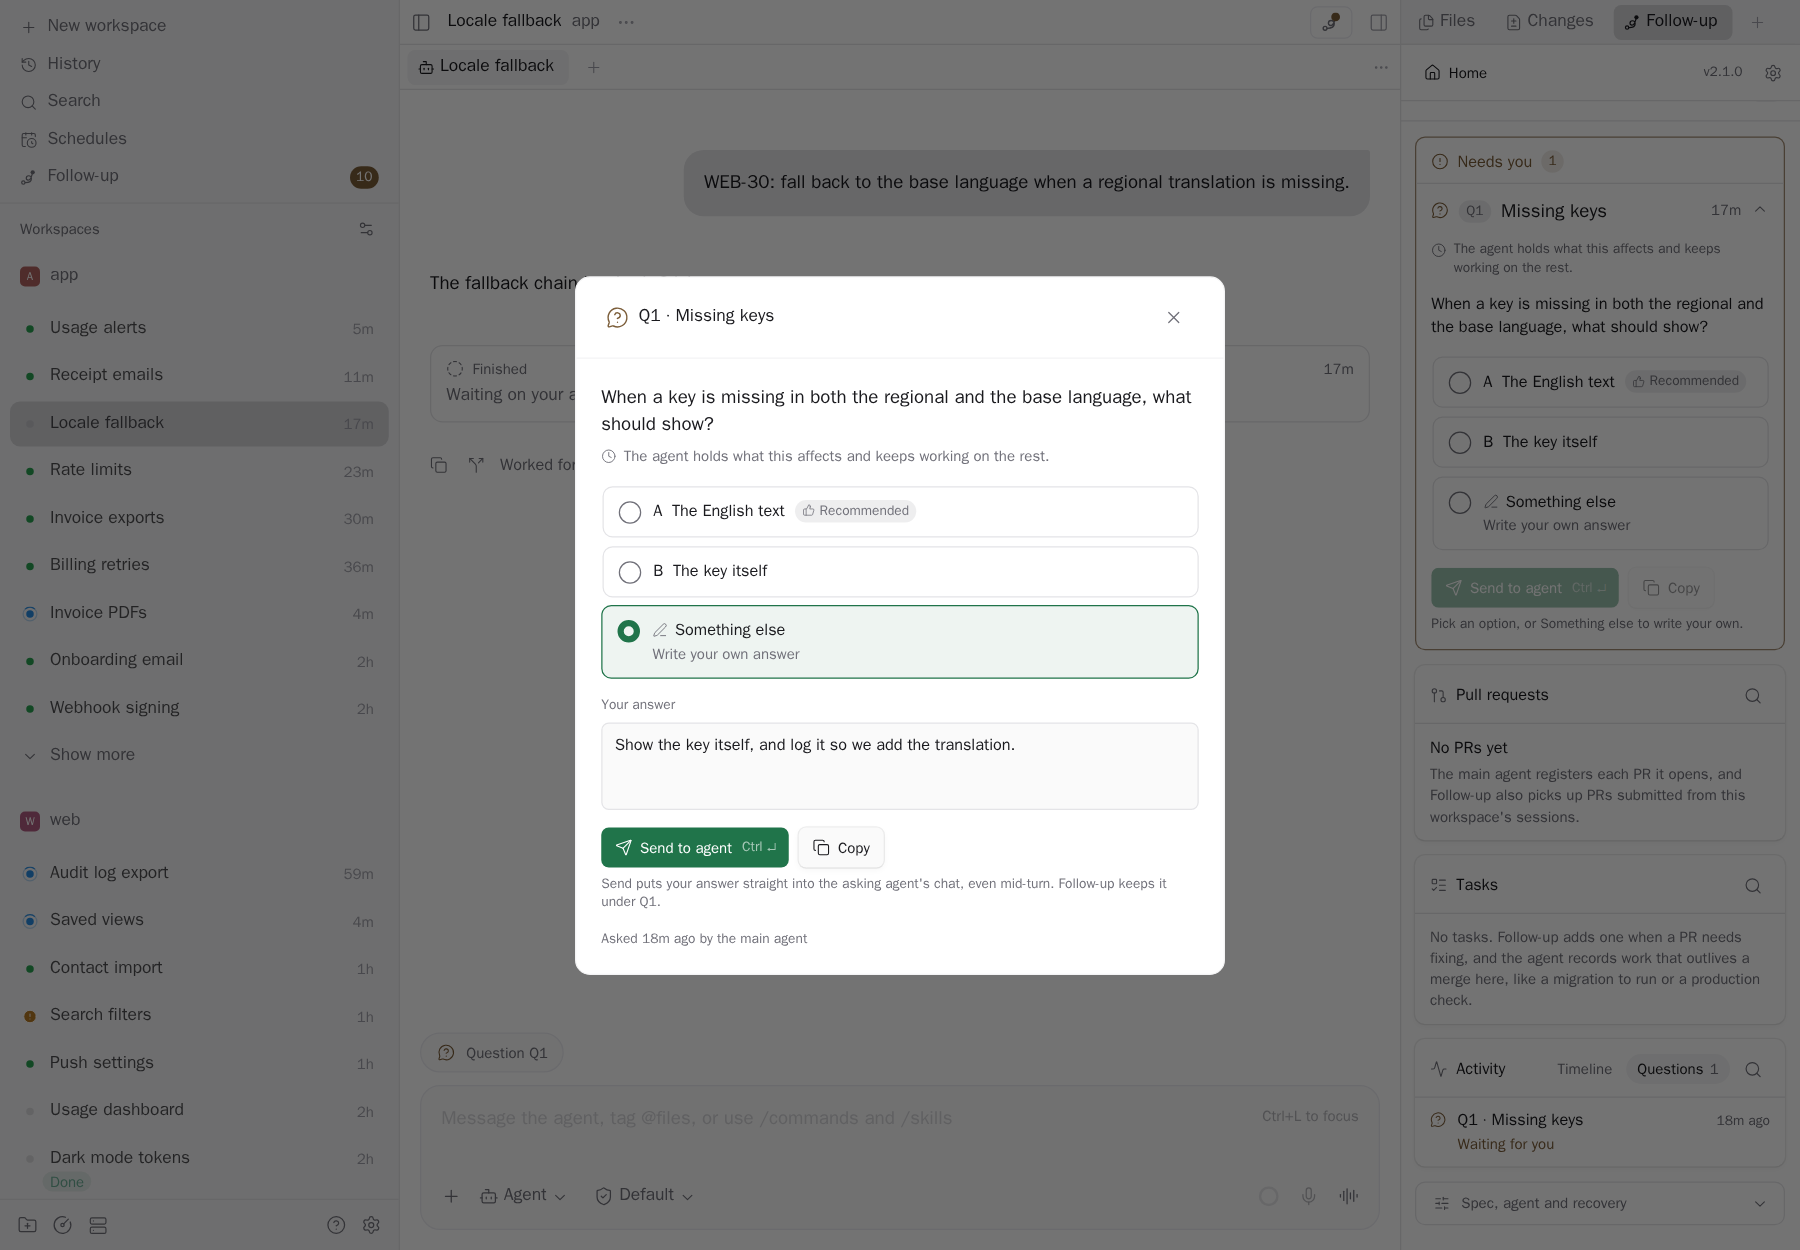 New workspace
History
Search
Schedules
Follow-up 10
Workspaces
A app
Usage alerts 5m
Receipt emails 11m
Locale fallback 17m
Rate limits 23m
Invoice exports 30m
Billing retries 36m
Invoice PDFs 4m
Onboarding email 2h
Webhook signing 2h
Show more
W web
Audit log export 59m
Saved views 4m
Contact import 1h
Search filters 1h
Push settings 1h
Usage dashboard 2h
Dark mode tokens 2h
Done
Locale fallback app
Locale fallback
WEB-30: fall back to the base language when a regional translation is missing.
The fallback chain
Finished 17m
Waiting on your a
Worked for
Question Q1
Message the agent, tag @files, or use /commands and /skills
Ctrl+L to focus
Agent
Default
Q1 · Missing keys
When a key is missing in both the regional and the base language, what
should show?
The agent holds what this affects and keeps working on the rest.
A The English text Recommended
B The key itself
Something else
Write your own answer
Your answer
Show the key itself, and log it so we add the translation.
Send to agent Ctrl ↵
Copy
Send puts your answer straight into the asking agent's chat, even mid-turn. Follow-up keeps it
under Q1.
Asked 18m ago by the main agent
Files Changes Follow-up
Home v2.1.0
Needs you 1
Q1 Missing keys 17m
The agent holds what this affects and keeps
working on the rest.
When a key is missing in both the regional and
the base language, what should show?
A The English text Recommended
B The key itself
Something else
Write your own answer
Send to agent Ctrl ↵
Copy
Pick an option, or Something else to write your own.
Pull requests
No PRs yet
The main agent registers each PR it opens, and
Follow-up also picks up PRs submitted from this
workspace's sessions.
Tasks
No tasks. Follow-up adds one when a PR needs
fixing, and the agent records work that outlives a
merge here, like a migration to run or a production
check.
Activity Timeline Questions 1
Q1 · Missing keys 18m ago
Waiting for you
Spec, agent and recovery